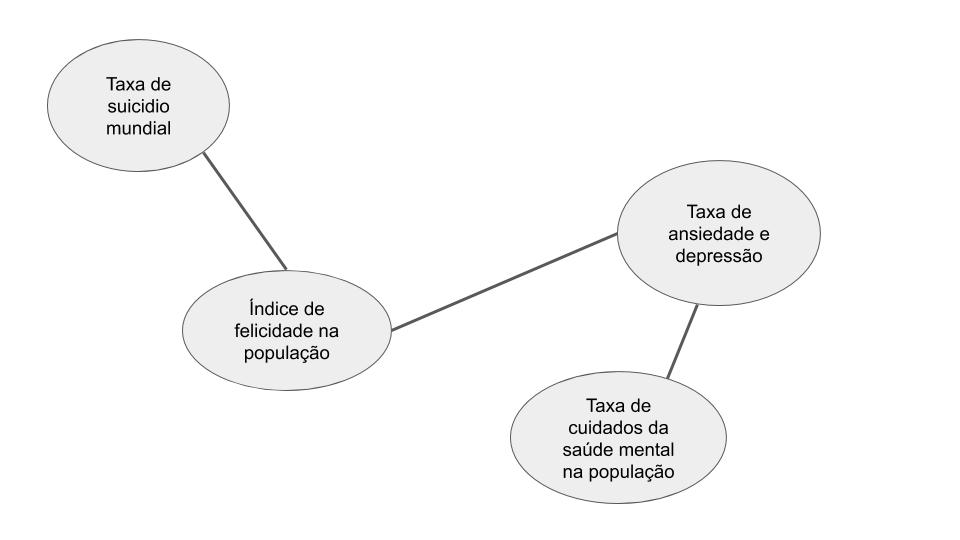 Taxa de
suicidio
mundial
Taxa de
ansiedade e
depressão
Índice de
felicidade na
população
Taxa de
cuidados da
saúde mental
na população